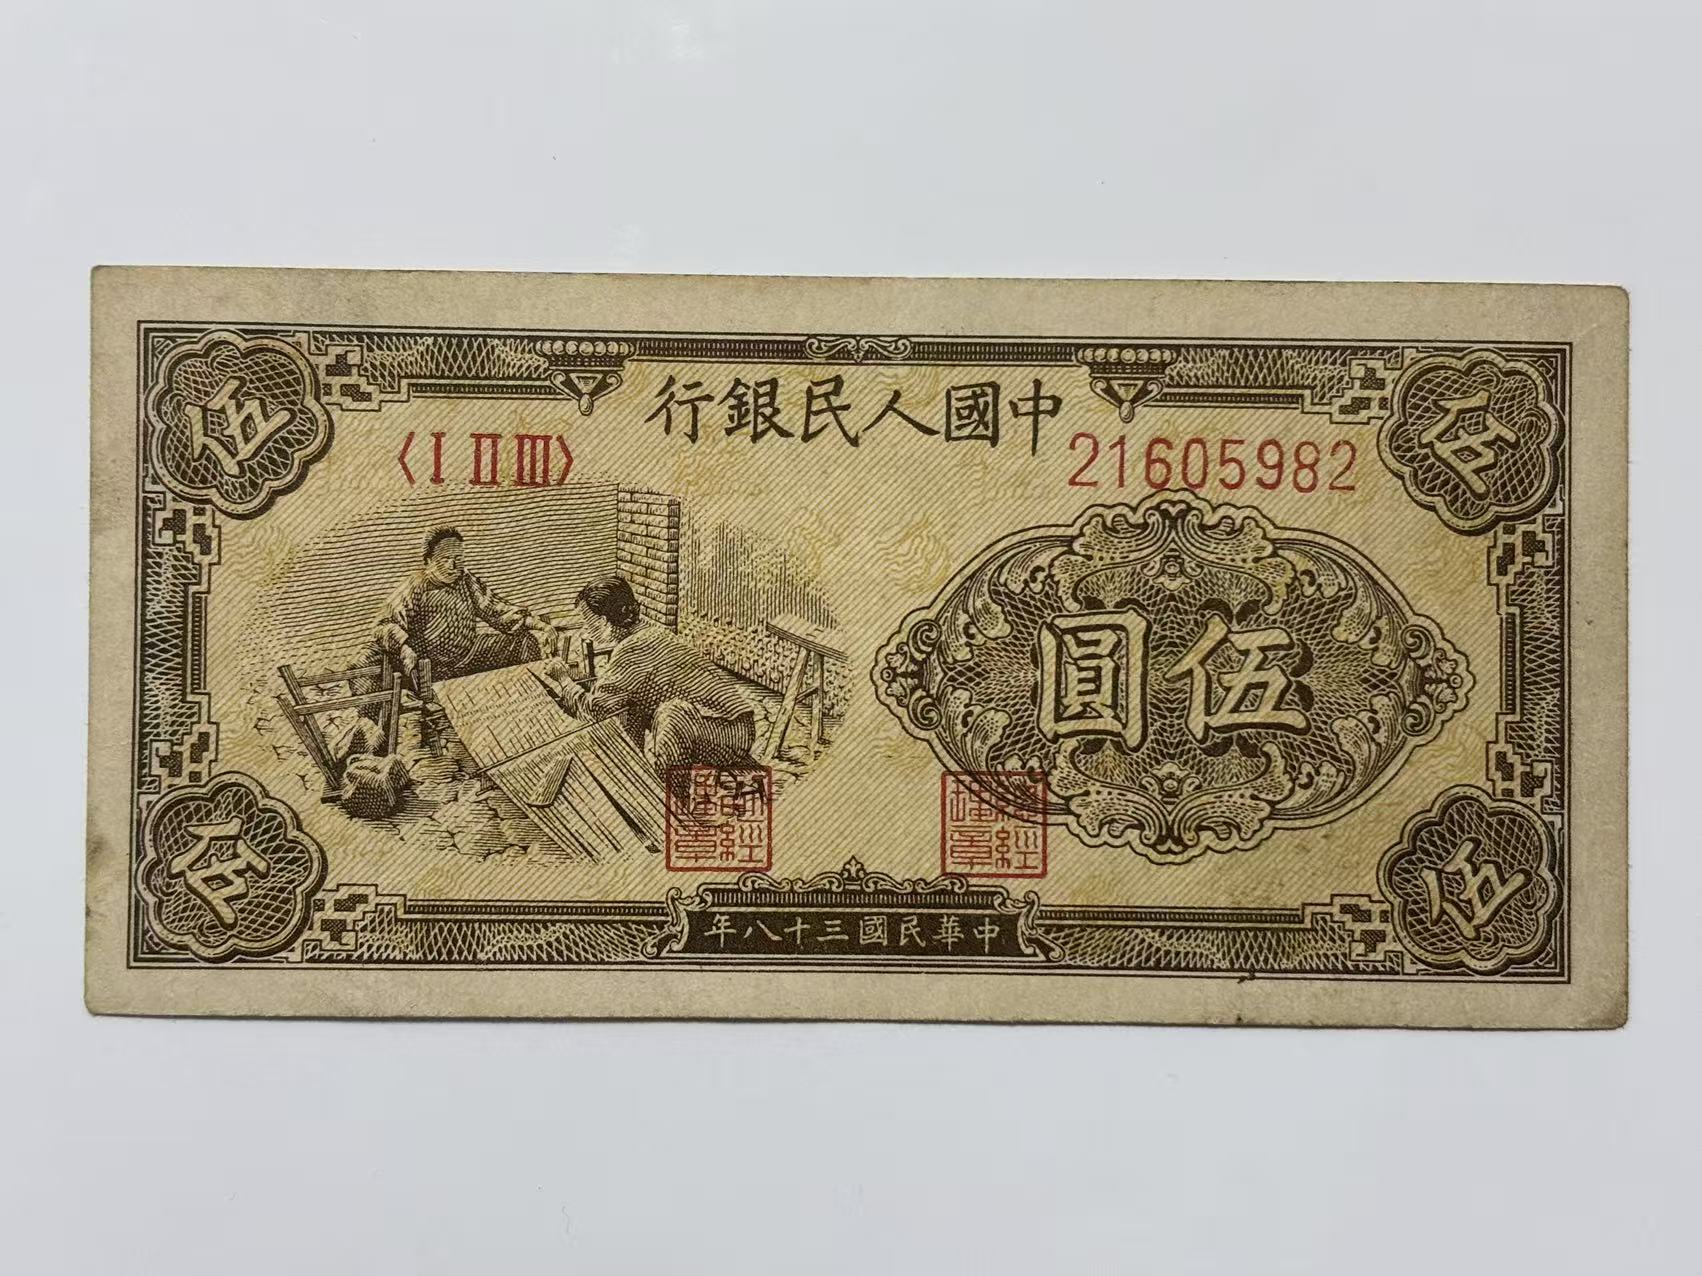 中國人民銀行
〈I II III〉
21605982
伍
伍
伍圓
伍
伍
中華民國三十八年